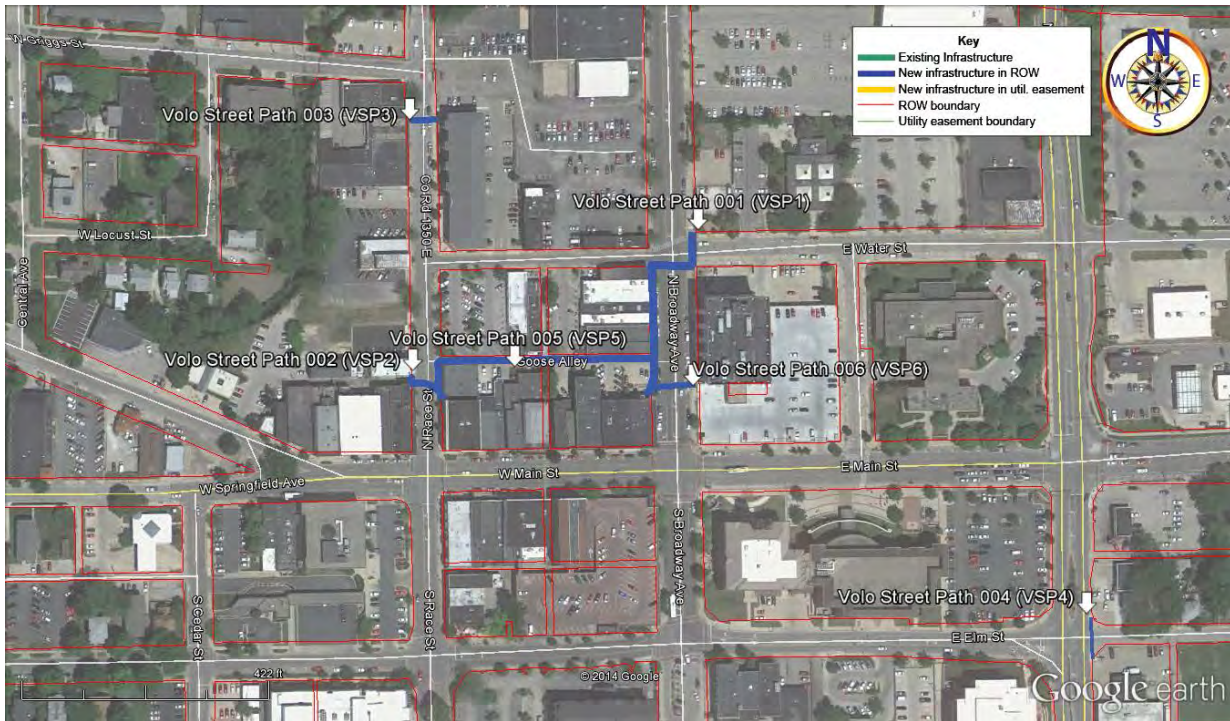 W Griggs St
Key
Existing Infrastructure
New infrastructure in ROW
New infrastructure in util. easement
ROW boundary
Utility easement boundary
N
W
E
S
Volo Street Path 003 (VSP3)
Co Rd 1350 E
Volo Street Path 001 (VSP1)
W Locust St
E Water St
Central Ave
N Broadway Ave
Volo Street Path 005 (VSP5)
Volo Street Path 002 (VSP2)
Goose Alley
Volo Street Path 006 (VSP6)
N Race St
W Main St
E Main St
W Springfield Ave
S Broadway Ave
S Cedar St
S Race St
Volo Street Path 004 (VSP4)
E Elm St
422 ft
© 2014 Google
Google earth